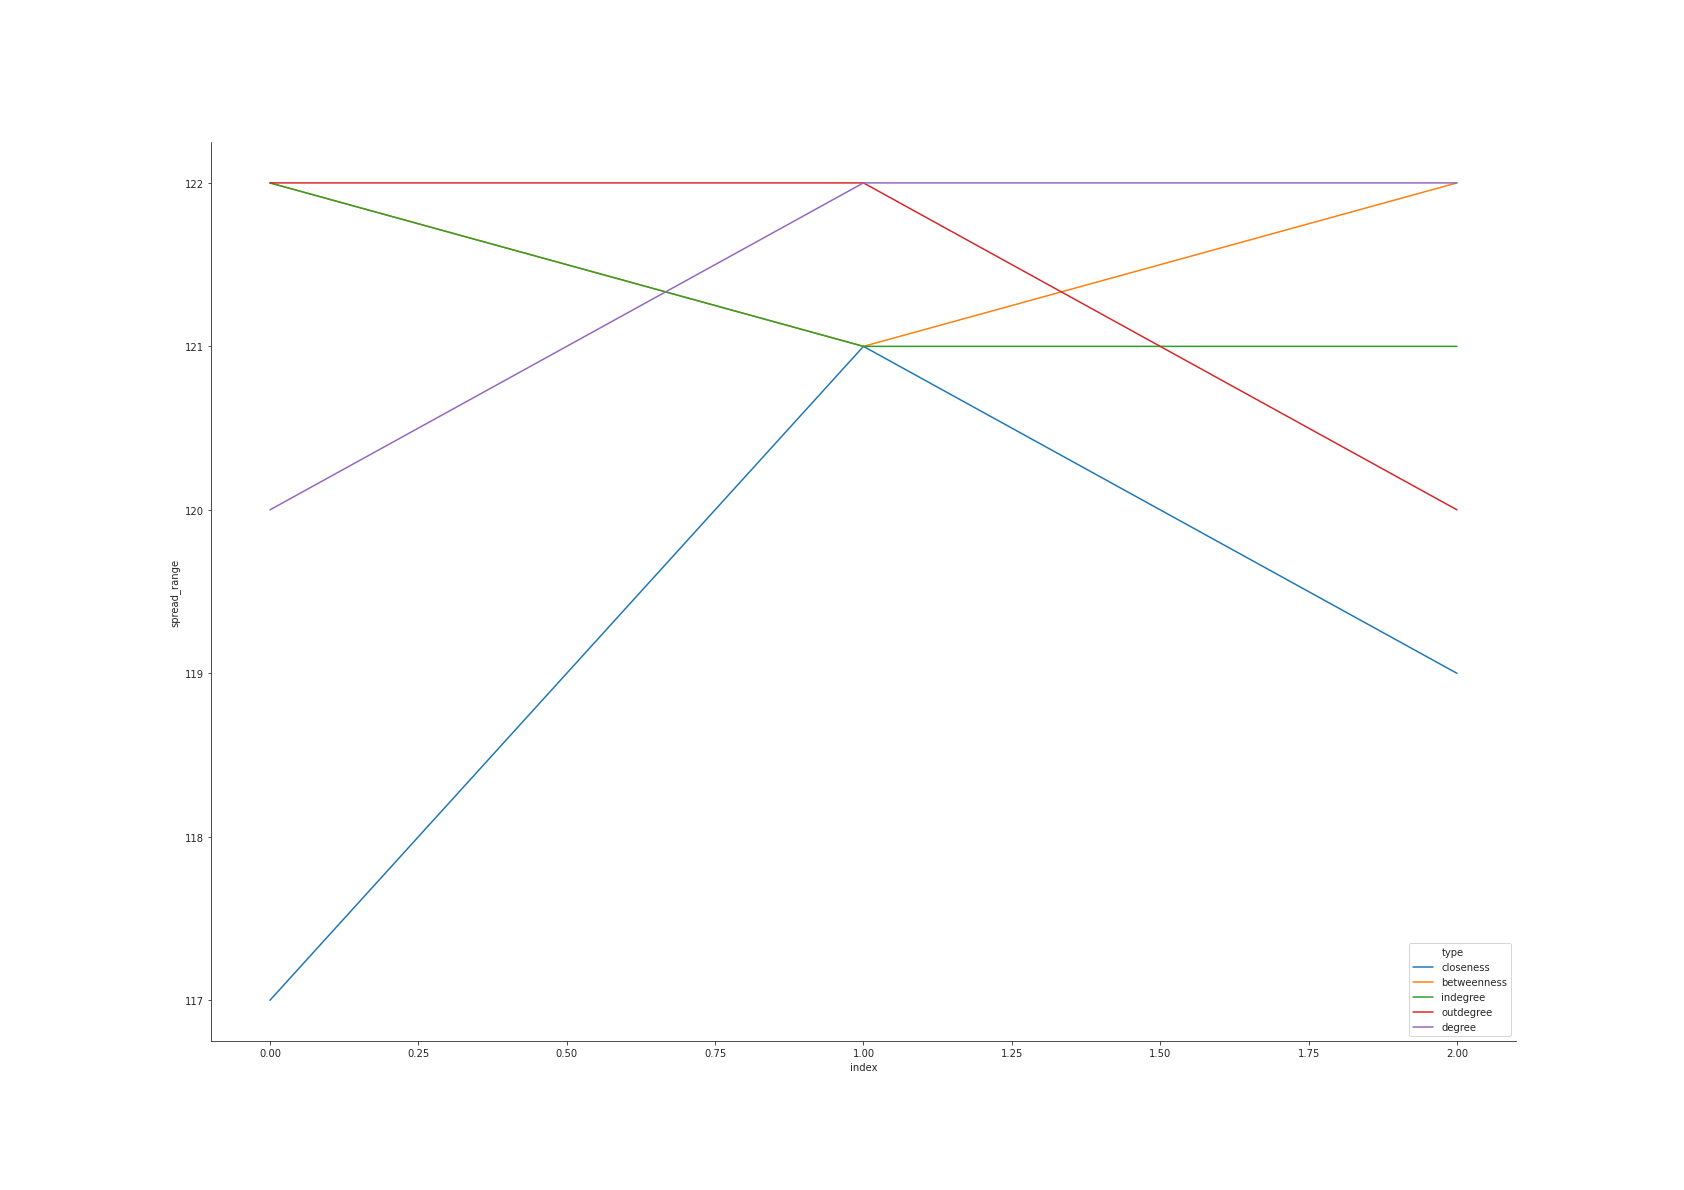 122
121
120
119
118
117
spread_range
0.00 0.25 0.50 0.75 1.00 1.25 1.50 1.75 2.00
index
type
closeness
betweenness
indegree
outdegree
degree